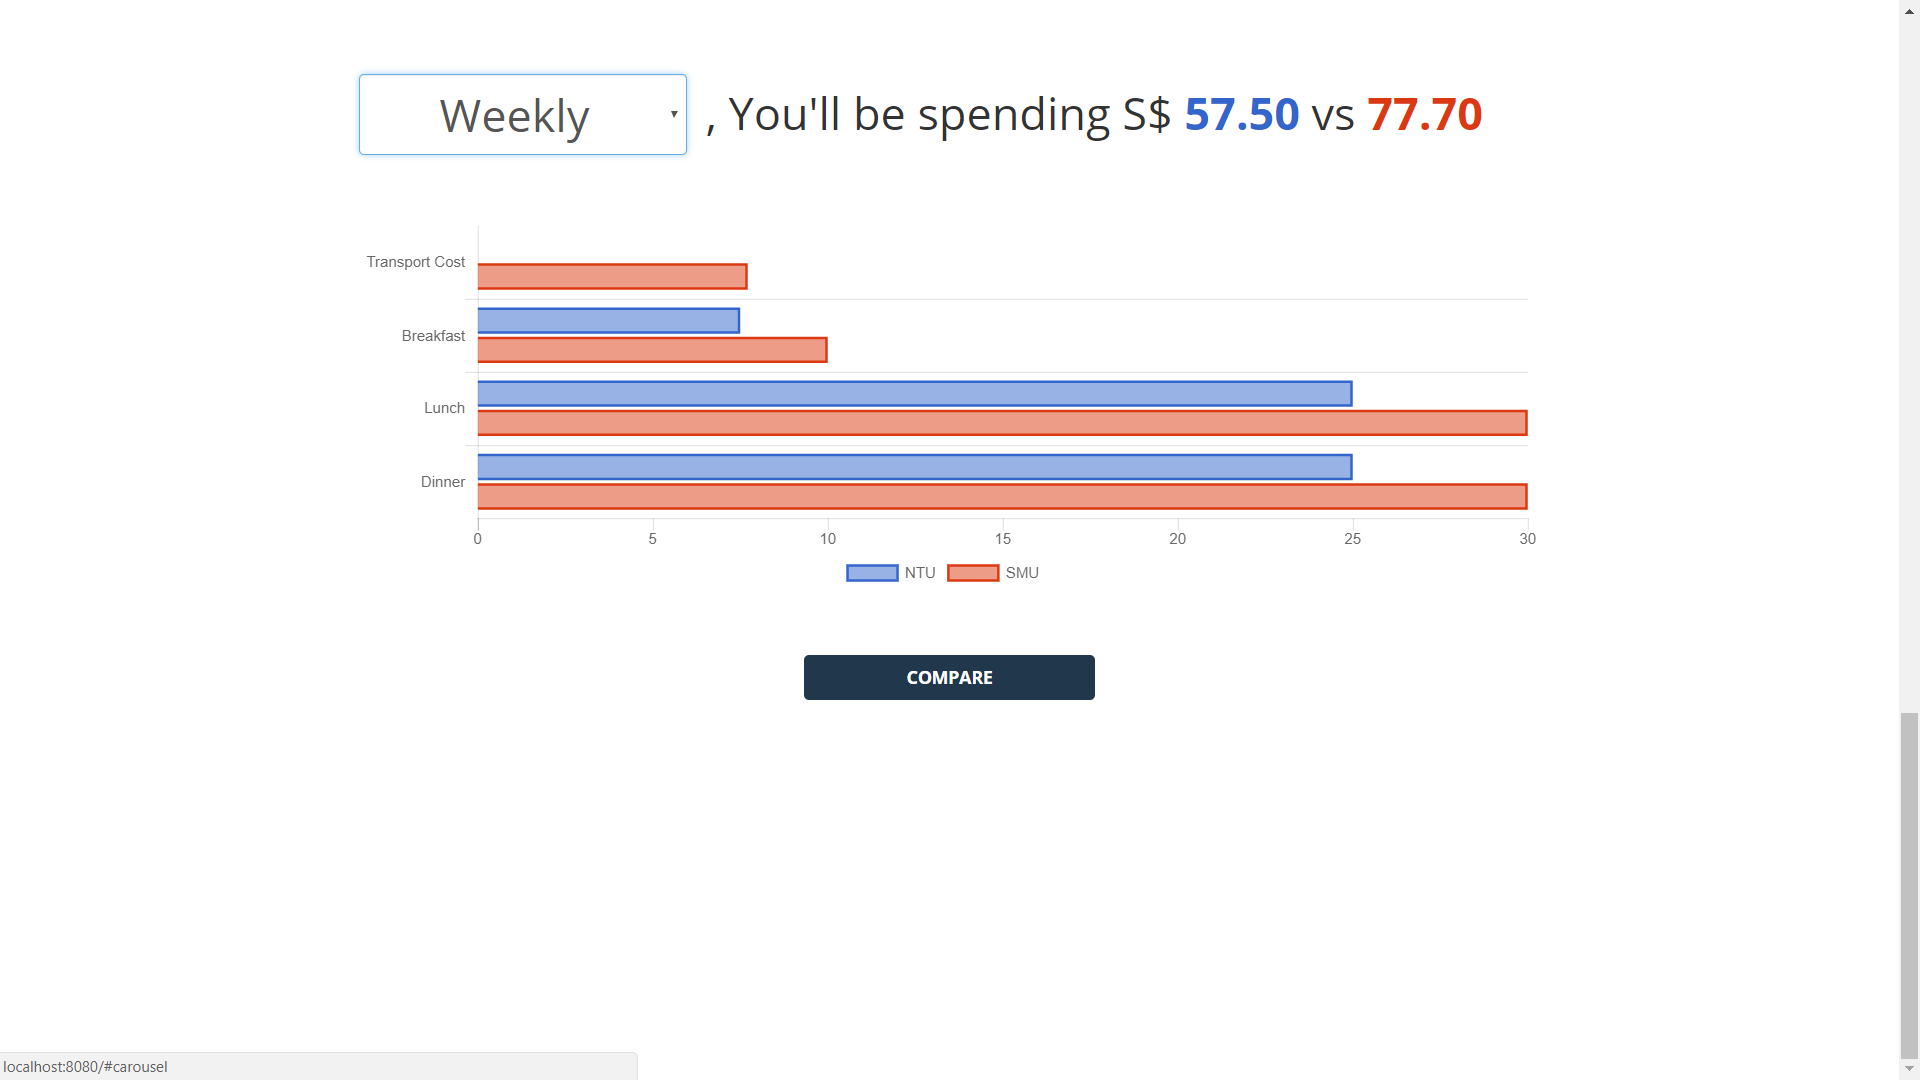 Weekly , You'll be spending S$ 57.50 vs 77.70
Transport Cost
Breakfast
Lunch
Dinner
0 5 10 15 20 25 30
NTU SMU
COMPARE
localhost:8080/#carousel